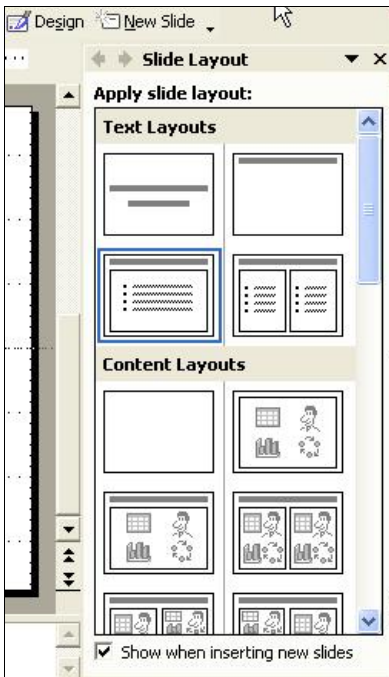 Design New Slide
Slide Layout
Apply slide layout:
Text Layouts
Content Layouts
Show when inserting new slides